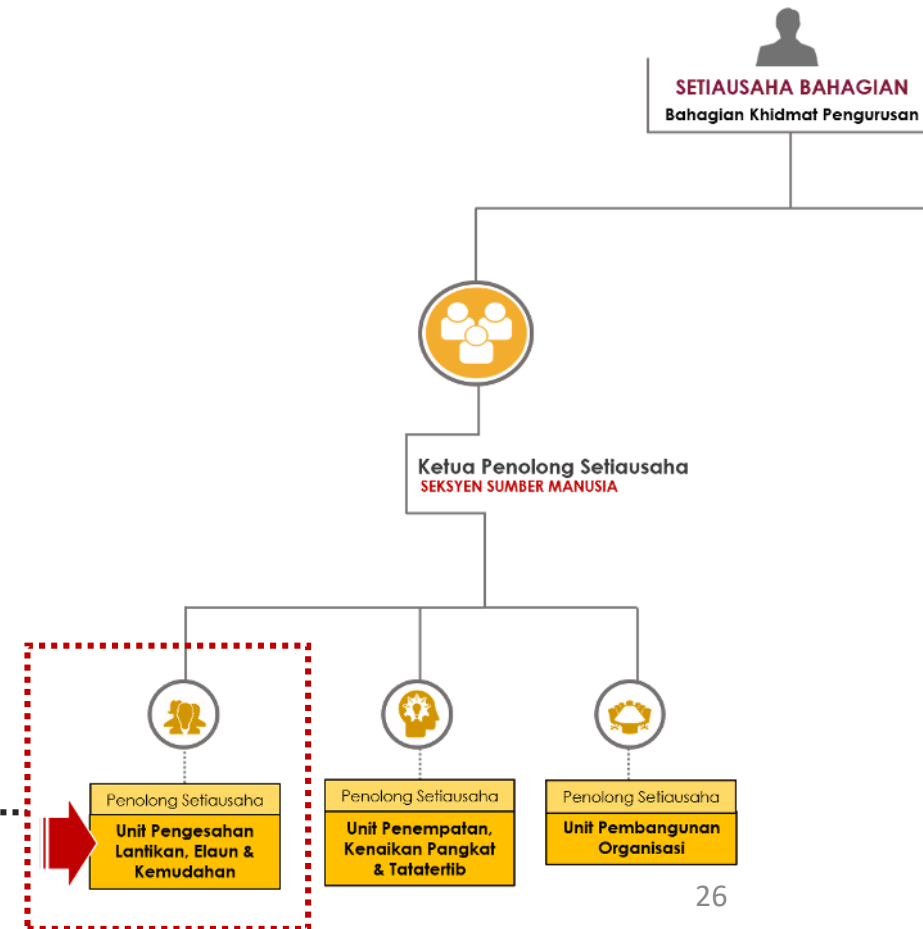 SETIAUSAHA BAHAGIAN
Bahagian Khidmat Pengurusan
Ketua Penolong Setiausaha
SEKSYEN SUMBER MANUSIA
Penolong Setiausaha
Unit Pengesahan
Lantikan, Elaun &
Kemudahan
Penolong Setiausaha
Unit Penempatan,
Kenaikan Pangkat
& Tatatertib
Penolong Setiausaha
Unit Pembangunan
Organisasi
26